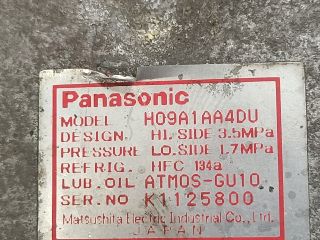 Panasonic
MODEL H09A1AA4DU
DESIGN. HI. SIDE 3.5MPa
PRESSURE LO. SIDE 1.7MPa
REFRIG. HFC 134a
LUB. OIL ATMOS-GU10
SER. NO K1125800
Matsushita Electric Industrial Co., Ltd.
JAPAN